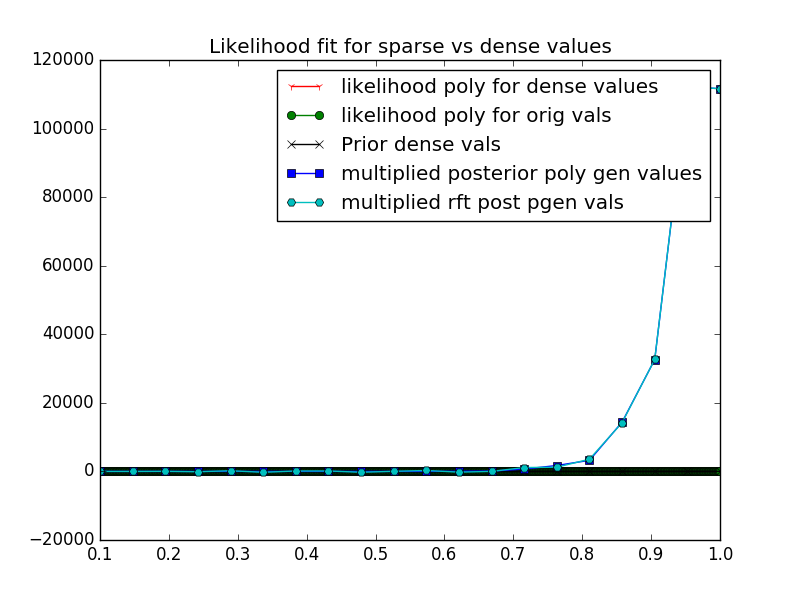 Likelihood fit for sparse vs dense values
120000
100000
80000
60000
40000
20000
0
−20000
likelihood poly for dense values
likelihood poly for orig vals
Prior dense vals
multiplied posterior poly gen values
multiplied rft post pgen vals
0.1 0.2 0.3 0.4 0.5 0.6 0.7 0.8 0.9 1.0